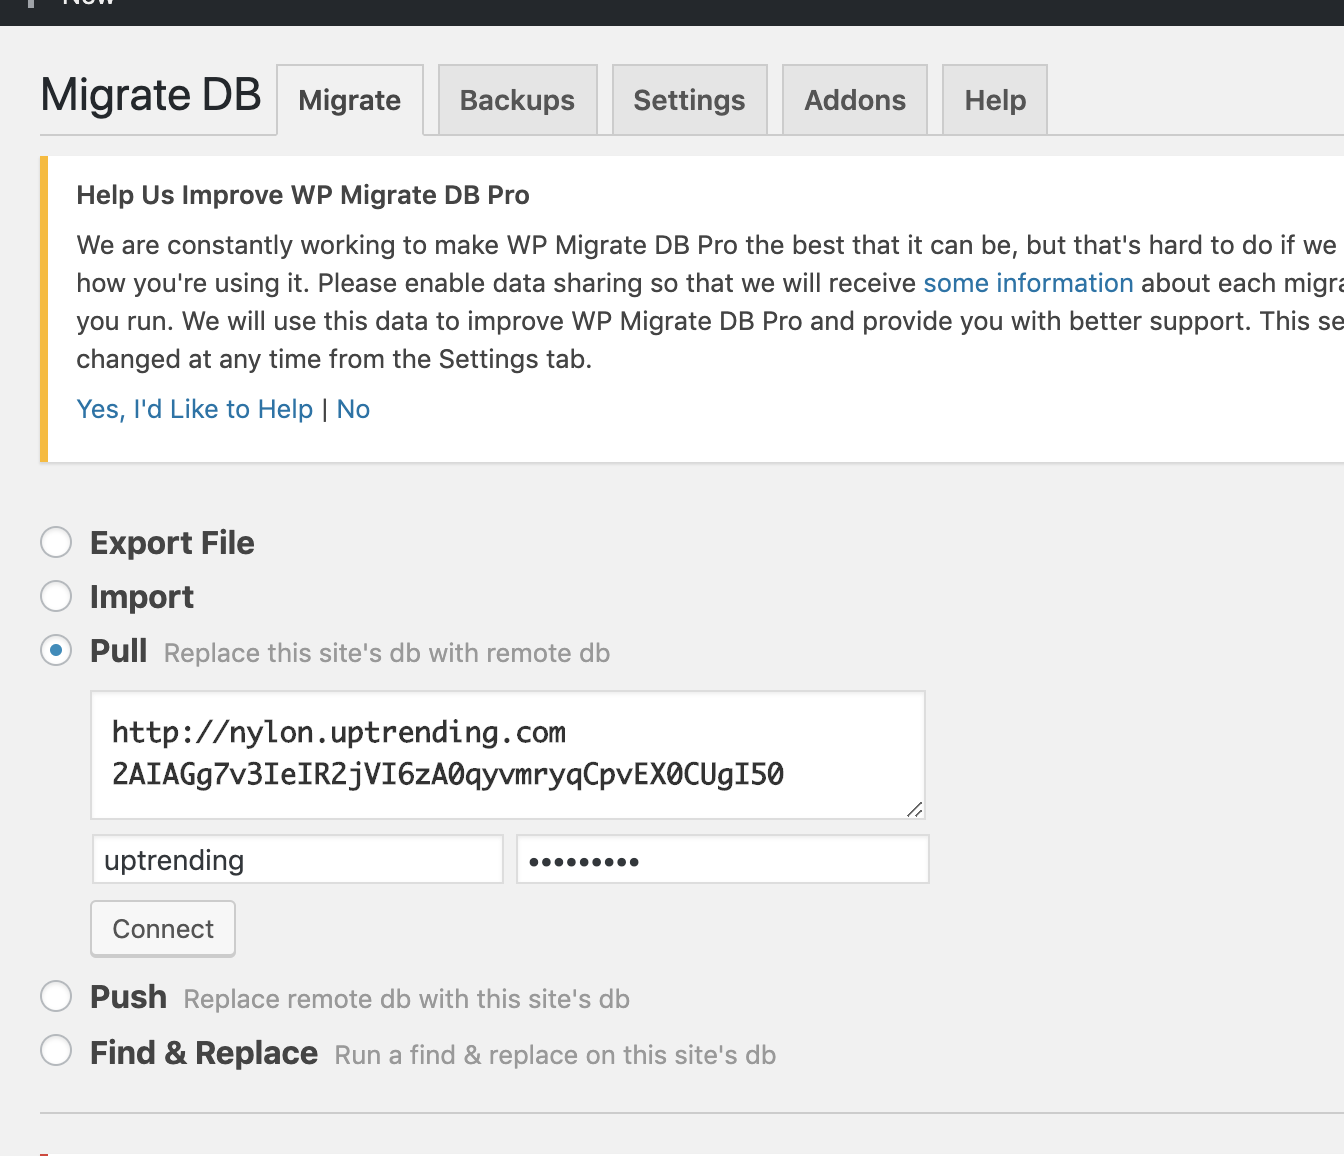 New
Migrate DB
Migrate
Backups
Settings
Addons
Help
Help Us Improve WP Migrate DB Pro
We are constantly working to make WP Migrate DB Pro the best that it can be, but that's hard to do if we
how you're using it. Please enable data sharing so that we will receive some information about each migra
you run. We will use this data to improve WP Migrate DB Pro and provide you with better support. This se
changed at any time from the Settings tab.
Yes, I'd Like to Help | No
Export File
Import
Pull Replace this site's db with remote db
http://nylon.uptrending.com
2AIAGg7v3IeIR2jVI6zA0qyvmryqCpvEX0CUgI50
uptrending
•••••••••
Connect
Push Replace remote db with this site's db
Find & Replace Run a find & replace on this site's db